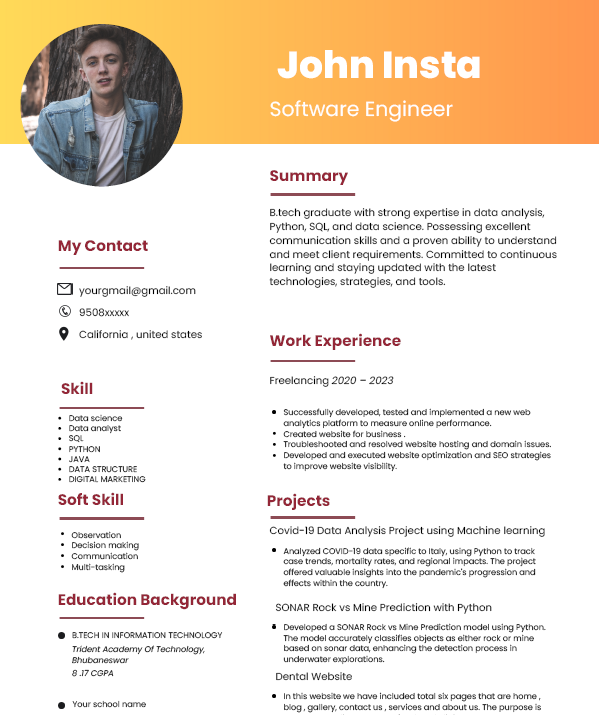 John Insta
Software Engineer
My Contact
yourgmail@gmail.com
9508xxxxx
California , united states
Skill
• Data science
• Data analyst
• SQL
• PYTHON
• JAVA
• DATA STRUCTURE
• DIGITAL MARKETING
Soft Skill
• Observation
• Decision making
• Communication
• Multi-tasking
Education Background
• B.TECH IN INFORMATION TECHNOLOGY
Trident Academy Of Technology,
Bhubaneswar
8 .17 CGPA
• Your school name
Summary
B.tech graduate with strong expertise in data analysis,
Python, SQL, and data science. Possessing excellent
communication skills and a proven ability to understand
and meet client requirements. Committed to continuous
learning and staying updated with the latest
technologies, strategies, and tools.
Work Experience
Freelancing 2020 – 2023
• Successfully developed, tested and implemented a new web
analytics platform to measure online performance.
• Created website for business .
• Troubleshooted and resolved website hosting and domain issues.
• Developed and executed website optimization and SEO strategies
to improve website visibility.
Projects
Covid-19 Data Analysis Project using Machine learning
• Analyzed COVID-19 data specific to Italy, using Python to track
case trends, mortality rates, and regional impacts. The project
offered valuable insights into the pandemic's progression and
effects within the country.
SONAR Rock vs Mine Prediction with Python
• Developed a SONAR Rock vs Mine Prediction model using Python.
The model accurately classifies objects as either rock or mine
based on sonar data, enhancing the detection process in
underwater explorations.
Dental Website
• In this website we have included total six pages that are home ,
blog , gallery, contact us , services and about us. The purpose is